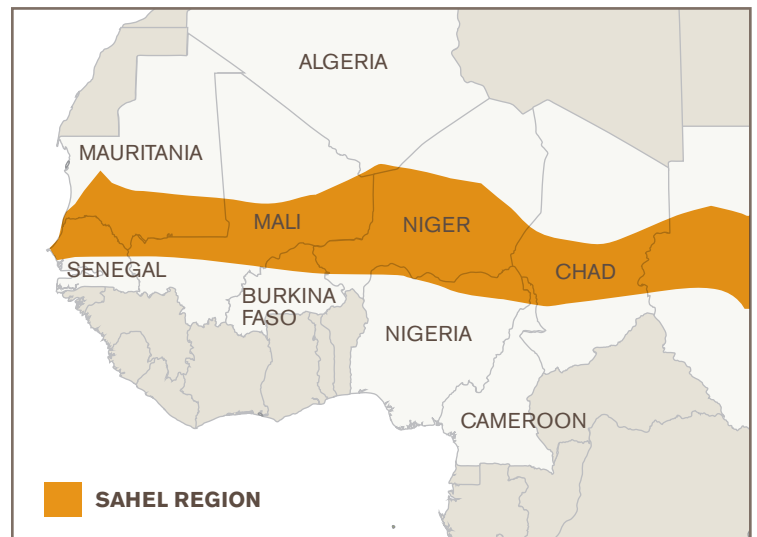 ALGERIA
MAURITANIA
MALI
NIGER
CHAD
SENEGAL
BURKINA
FASO
NIGERIA
CAMEROON
SAHEL REGION